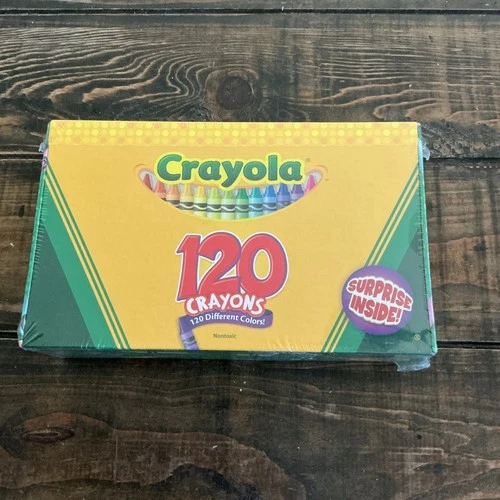 Crayola
120
CRAYONS
120 Different Colors!
Nontoxic
SURPRISE
INSIDE!